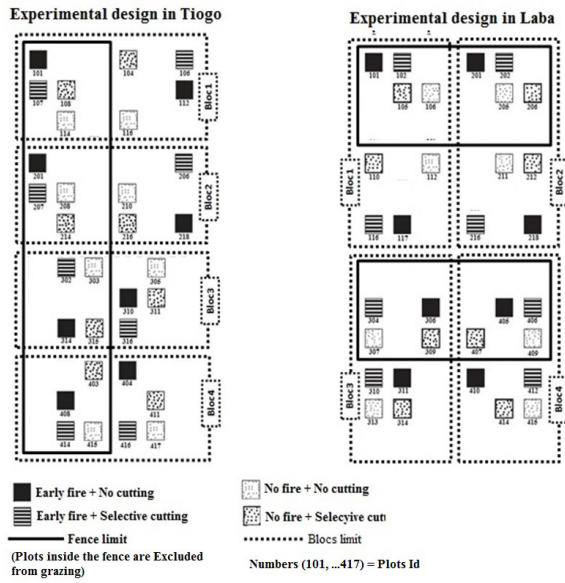 Experimental design in Tiogo
Experimental design in Laba
101 104 106
107 108 112
114 116
Bloc1
201 206
207 208 210
214 216 218
Bloc2
302 303 305
310 311
314 315 316
Bloc3
403 404
408 411
414 415 416 417
Bloc4
101 102 201 202
105 106 205 206
110 112 211 212
Bloc1
Bloc2
116 117 216 218
304 306 405 406
307 309 407 409
310 311 410 412
Bloc3
Bloc4
313 314 414 415
Early fire + No cutting
No fire + No cutting
Early fire + Selective cutting
No fire + Selecyive cutt
Fence limit
Blocs limit
(Plots inside the fence are Excluded
from grazing)
Numbers (101, ...417) = Plots Id